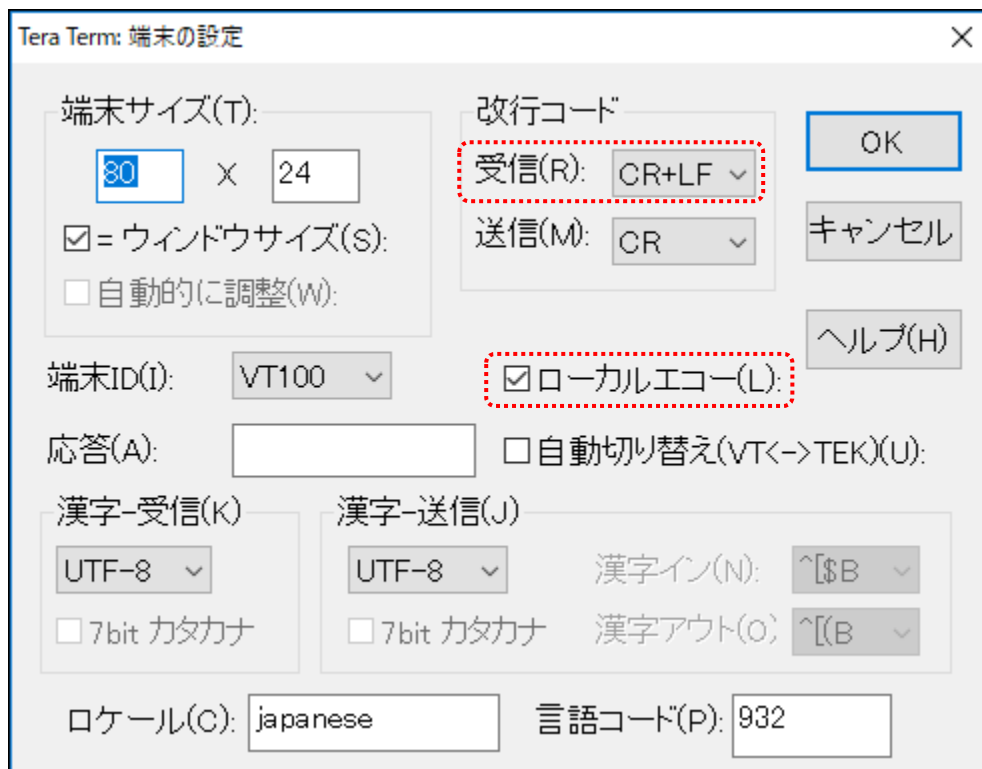 Tera Term: 端末の設定
端末サイズ(T):
80 X 24
☑= ウィンドウサイズ(S):
☐自動的に調整(W):
改行コード
受信(R): CR+LF
送信(M): CR
OK
キャンセル
ヘルプ(H)
端末ID(I): VT100
☑ローカルエコー(L):
応答(A):
☐自動切り替え(VT<->TEK)(U):
漢字-受信(K)
UTF-8
☐7bit カタカナ
漢字-送信(J)
UTF-8
☐7bit カタカナ
漢字イン(N): ^[$B
漢字アウト(O) ^[(B
ロケール(C): japanese
言語コード(P): 932